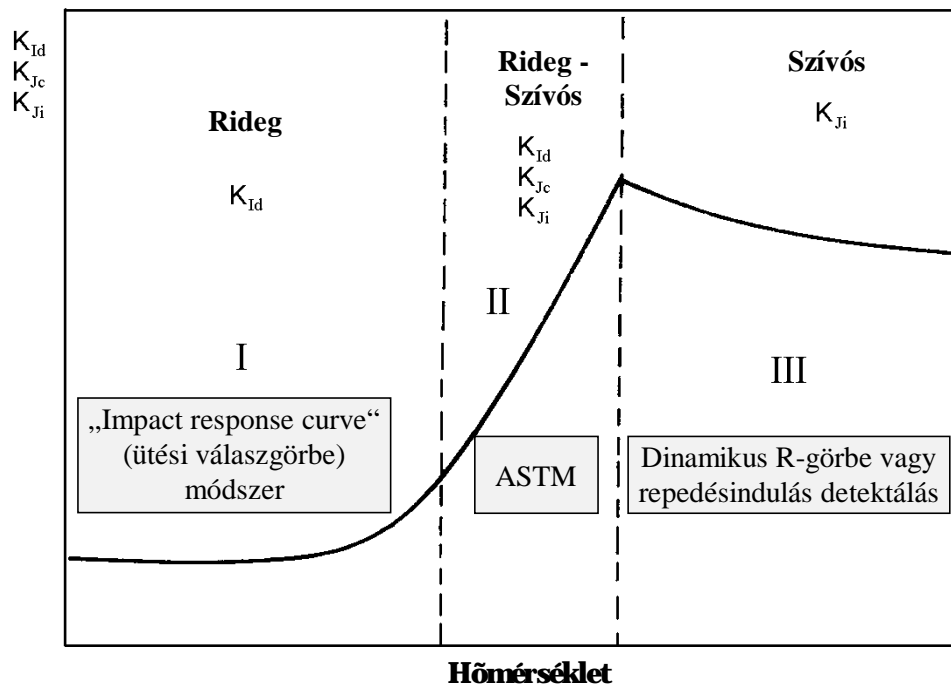 K_Id
K_Jc
K_Ji
Rideg
K_Id
I
„Impact response curve“
(ütési válaszgörbe)
módszer
Rideg -
Szívós
K_Id
K_Jc
K_Ji
II
ASTM
Szívós
K_Ji
III
Dinamikus R-görbe vagy
repedésindulás detektálás
Hõmérséklet